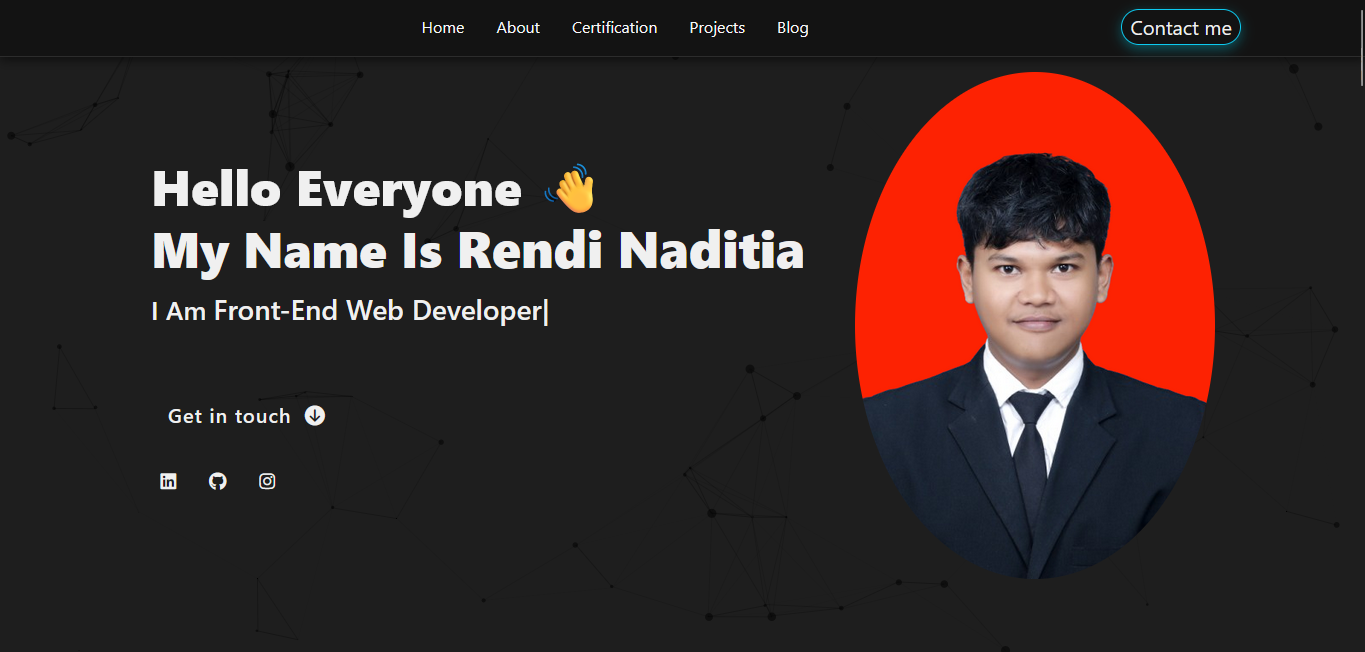 Home About Certification Projects Blog Contact me
Hello Everyone 👋
My Name Is Rendi Naditia
I Am Front-End Web Developer|
Get in touch